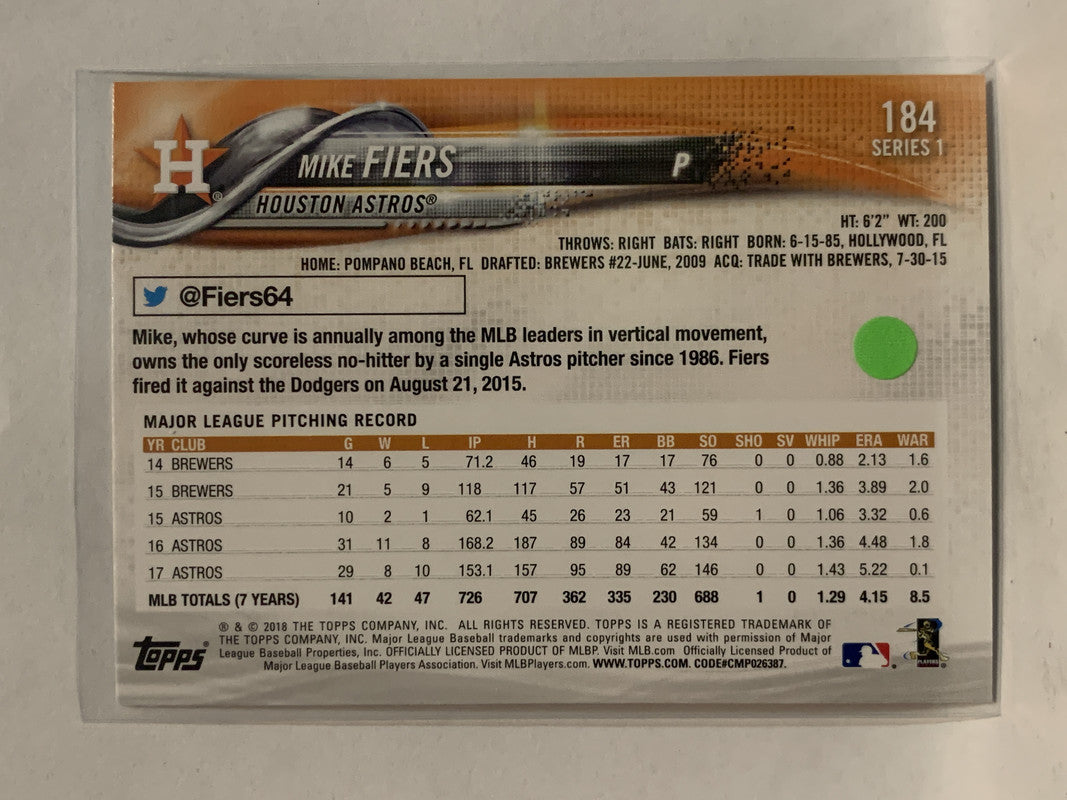 184
SERIES 1
H®
MIKE FIERS P
HOUSTON ASTROS®
HT: 6'2" WT: 200
THROWS: RIGHT BATS: RIGHT BORN: 6-15-85, HOLLYWOOD, FL
HOME: POMPANO BEACH, FL DRAFTED: BREWERS #22-JUNE, 2009 ACQ: TRADE WITH BREWERS, 7-30-15
@Fiers64
Mike, whose curve is annually among the MLB leaders in vertical movement,
owns the only scoreless no-hitter by a single Astros pitcher since 1986. Fiers
fired it against the Dodgers on August 21, 2015.
MAJOR LEAGUE PITCHING RECORD
YR CLUB G W L IP H R ER BB SO SHO SV WHIP ERA WAR
14 BREWERS 14 6 5 71.2 46 19 17 17 76 0 0 0.88 2.13 1.6
15 BREWERS 21 5 9 118 117 57 51 43 121 0 0 1.36 3.89 2.0
15 ASTROS 10 2 1 62.1 45 26 23 21 59 1 0 1.06 3.32 0.6
16 ASTROS 31 11 8 168.2 187 89 84 42 134 0 0 1.36 4.48 1.8
17 ASTROS 29 8 10 153.1 157 95 89 62 146 0 0 1.43 5.22 0.1
MLB TOTALS (7 YEARS) 141 42 47 726 707 362 335 230 688 1 0 1.29 4.15 8.5
® & © 2018 THE TOPPS COMPANY, INC. ALL RIGHTS RESERVED. TOPPS IS A REGISTERED TRADEMARK OF
THE TOPPS COMPANY, INC. Major League Baseball trademarks and copyrights are used with permission of Major
League Baseball Properties, Inc. OFFICIALLY LICENSED PRODUCT OF MLBP. Visit MLB.com Officially Licensed Product of
Major League Baseball Players Association. Visit MLBPlayers.com. WWW.TOPPS.COM. CODE#CMP026387.
Topps®
PLAYERS